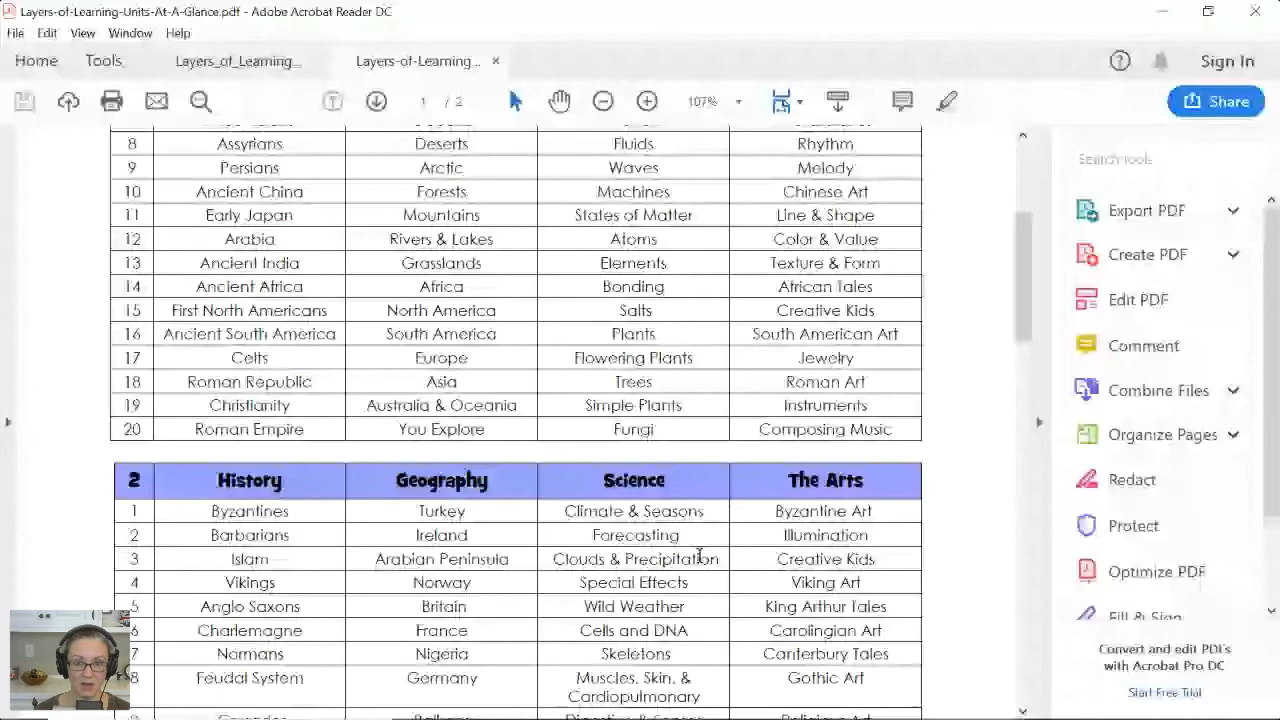 Layers-of-Learning-Units-At-A-Glance.pdf - Adobe Acrobat Reader DC
File Edit View Window Help
Home Tools Layers_of_Learning... Layers-of-Learning... ×
1 / 2 107% Share
Sign In
8 Assyrians Deserts Fluids Rhythm
9 Persians Arctic Waves Melody
10 Ancient China Forests Machines Chinese Art
11 Early Japan Mountains States of Matter Line & Shape
12 Arabia Rivers & Lakes Atoms Color & Value
13 Ancient India Grasslands Elements Texture & Form
14 Ancient Africa Africa Bonding African Tales
15 First North Americans North America Salts Creative Kids
16 Ancient South America South America Plants South American Art
17 Celts Europe Flowering Plants Jewelry
18 Roman Republic Asia Trees Roman Art
19 Christianity Australia & Oceania Simple Plants Instruments
20 Roman Empire You Explore Fungi Composing Music
2 History Geography Science The Arts
1 Byzantines Turkey Climate & Seasons Byzantine Art
2 Barbarians Ireland Forecasting Illumination
3 Islam Arabian Peninsula Clouds & Precipitation Creative Kids
4 Vikings Norway Special Effects Viking Art
5 Anglo Saxons Britain Wild Weather King Arthur Tales
6 Charlemagne France Cells and DNA Carolingian Art
7 Normans Nigeria Skeletons Canterbury Tales
8 Feudal System Germany Muscles, Skin, & Gothic Art
Cardiopulmonary
Search tools
Export PDF
Create PDF
Edit PDF
Comment
Combine Files
Organize Pages
Redact
Protect
Optimize PDF
Fill & Sign
Convert and edit PDFs
with Acrobat Pro DC
Start Free Trial